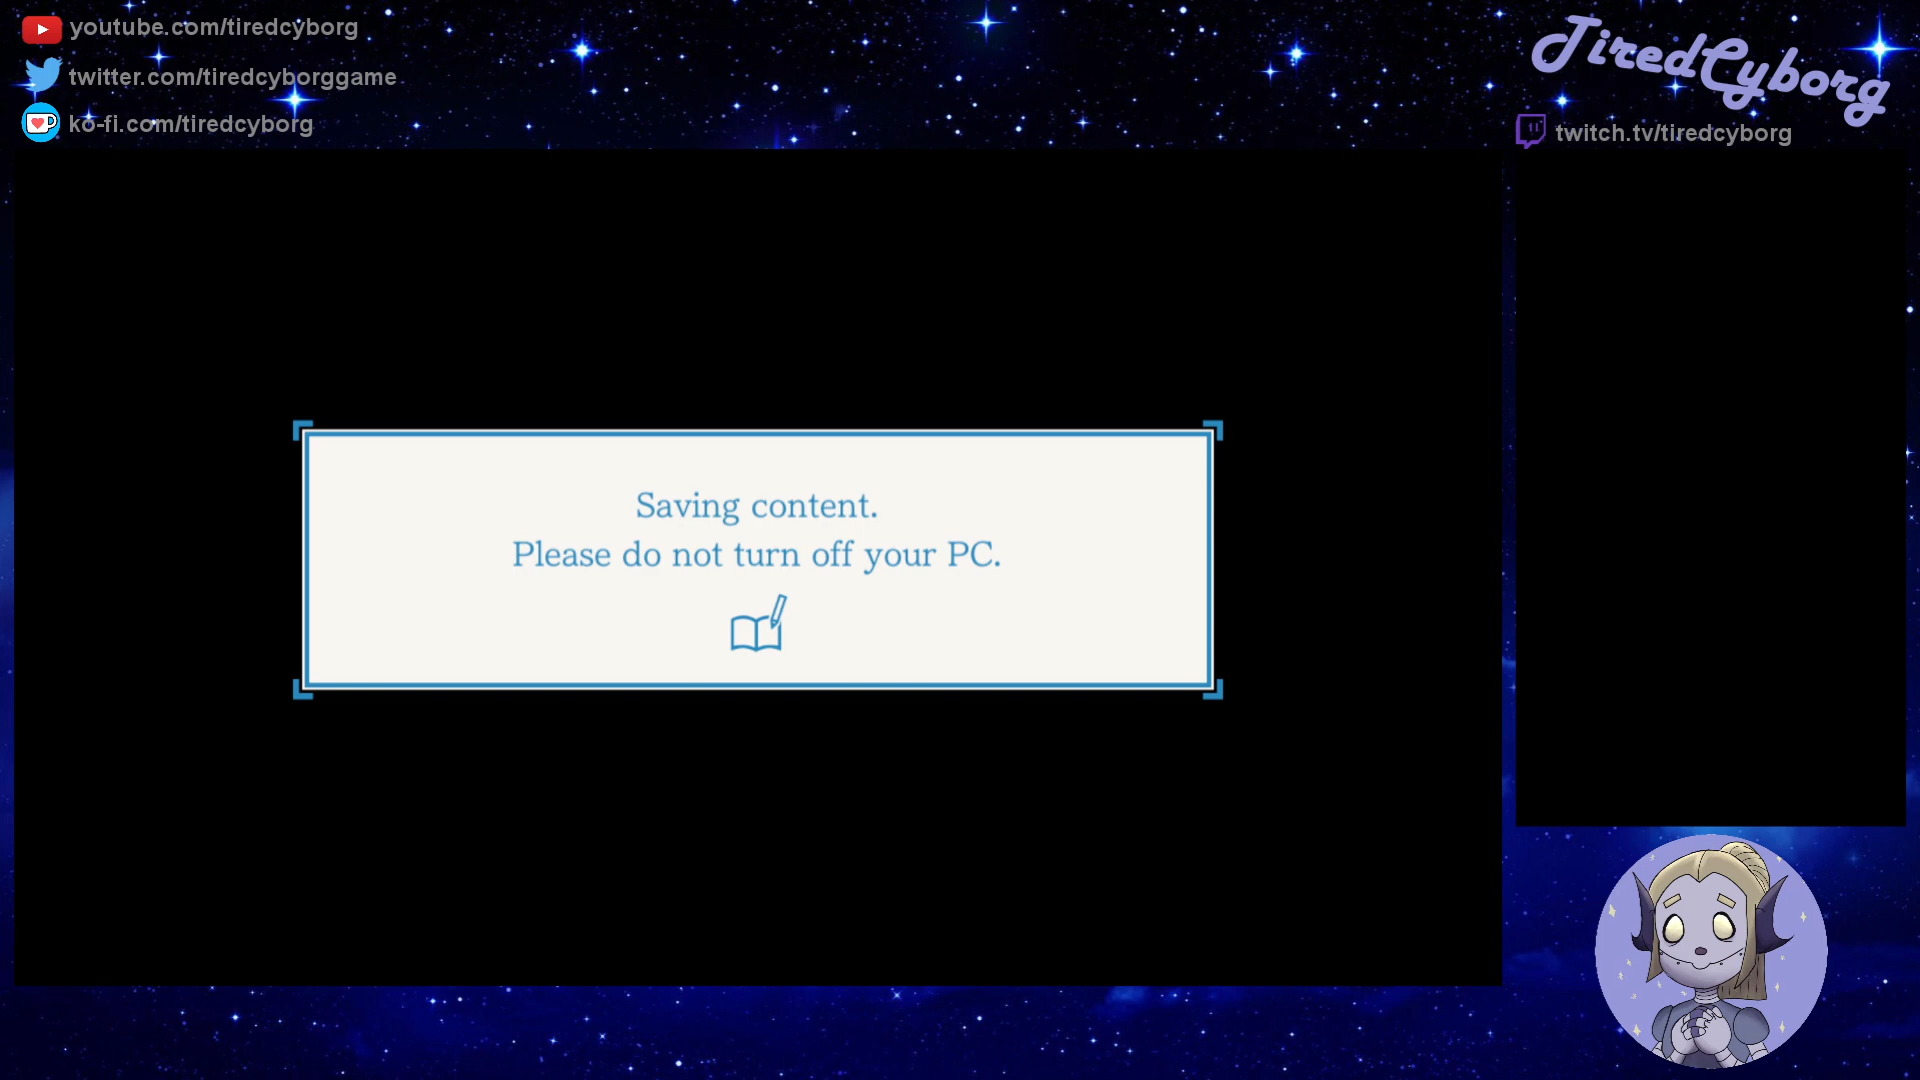 youtube.com/tiredcyborg
twitter.com/tiredcyborggame
ko-fi.com/tiredcyborg
TiredCyborg
twitch.tv/tiredcyborg
Saving content.
Please do not turn off your PC.